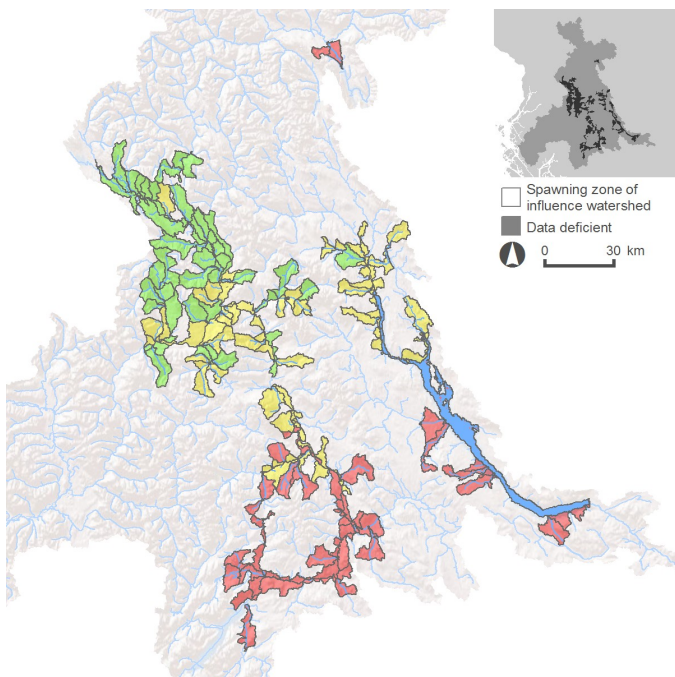 Spawning zone of
influence watershed
Data deficient
0 30 km